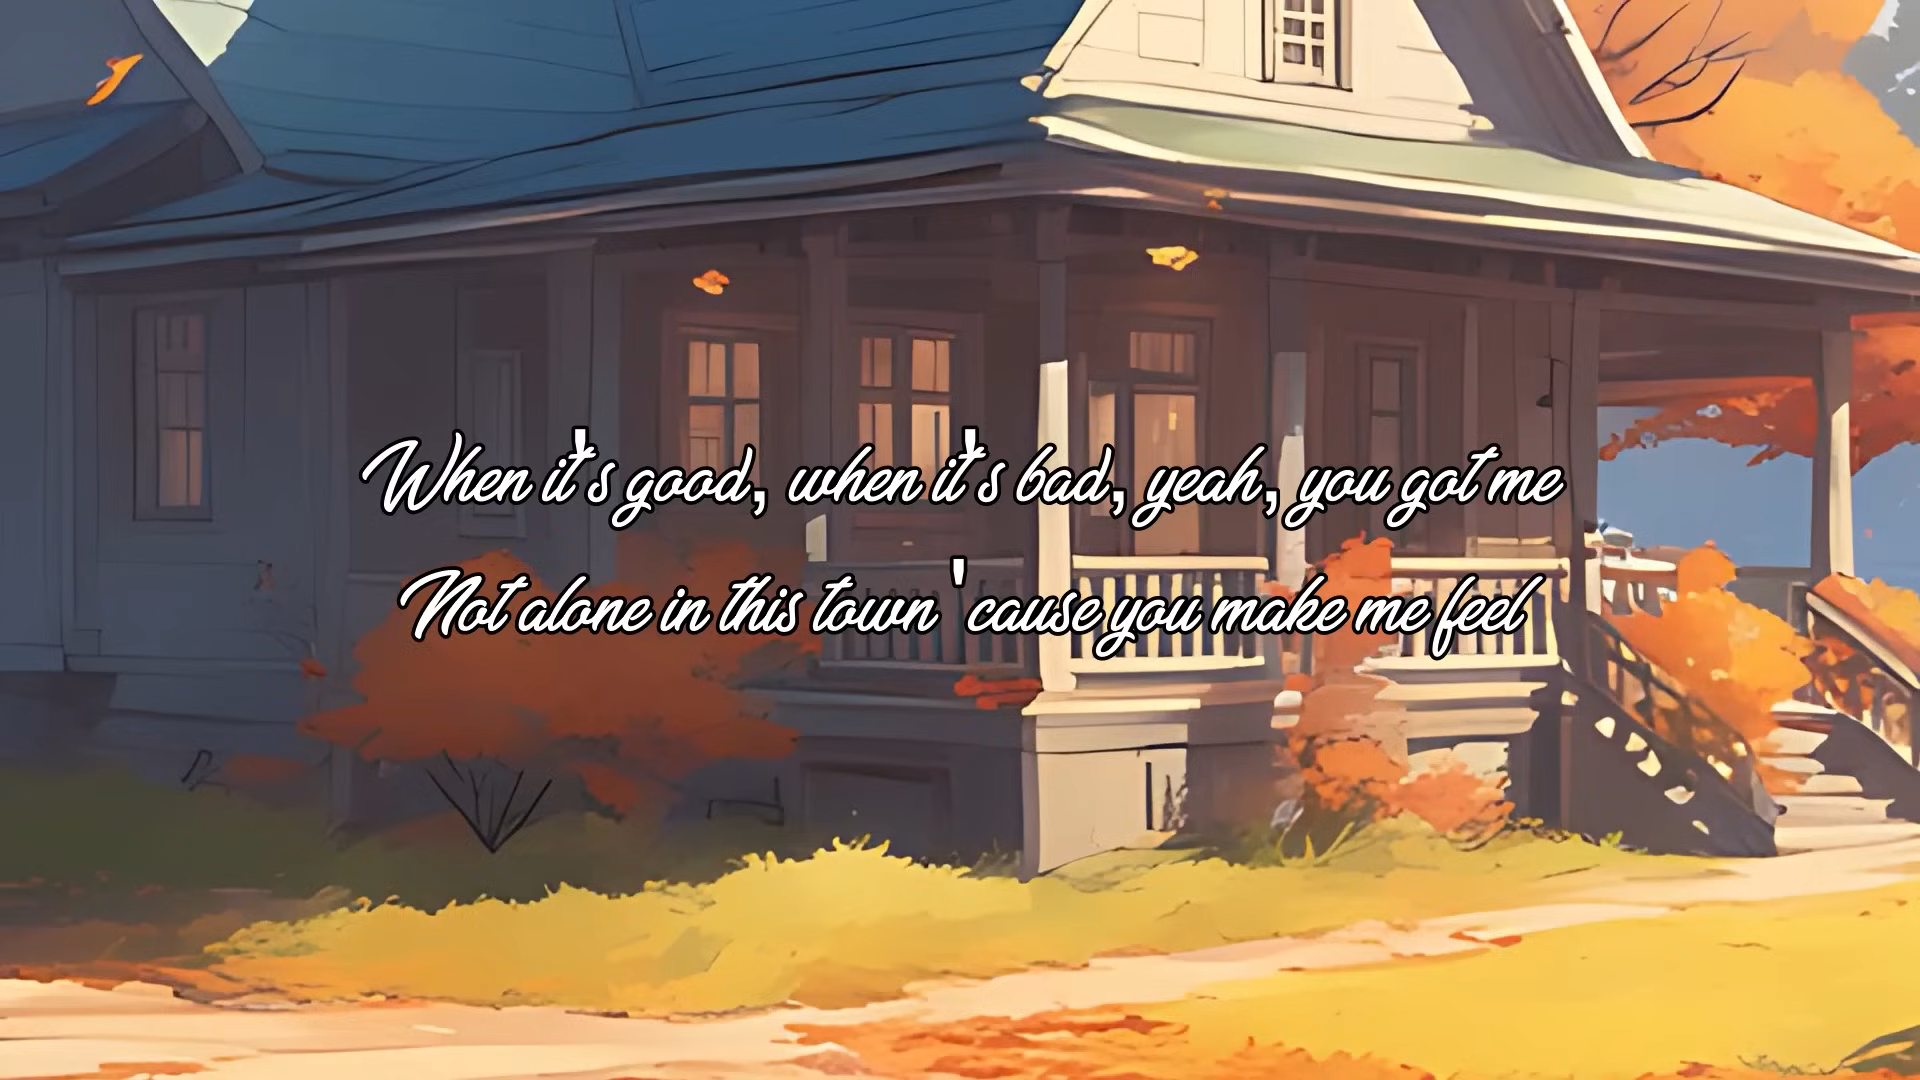 When it's good, when it's bad, yeah, you got me
Not alone in this town 'cause you make me feel